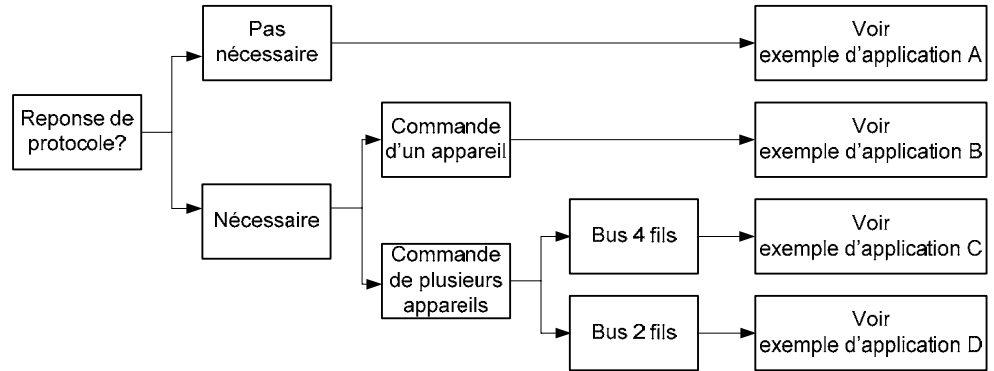 Reponse de
protocole?
Pas
nécessaire
Voir
exemple d'application A
Nécessaire
Commande
d'un appareil
Voir
exemple d'application B
Commande
de plusieurs
appareils
Bus 4 fils
Voir
exemple d'application C
Bus 2 fils
Voir
exemple d'application D